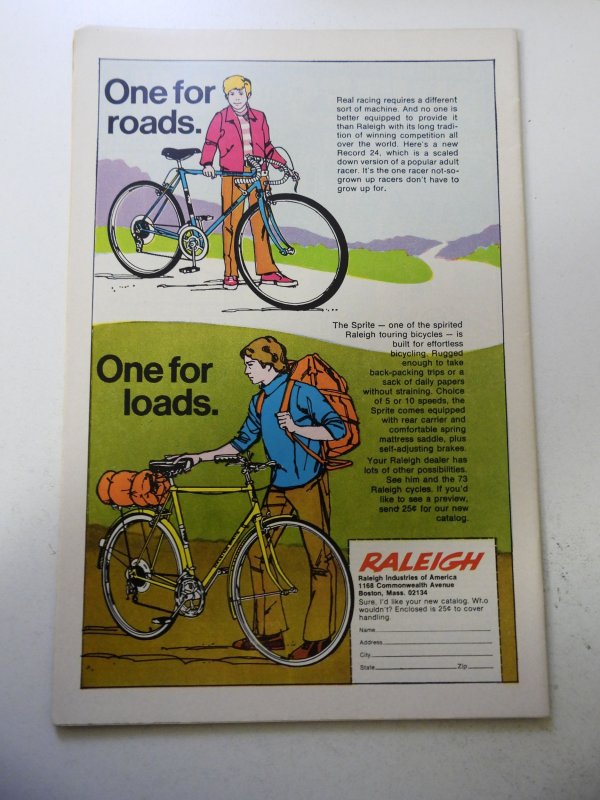 One for
roads.
Real racing requires a different
sort of machine. And no one is
better equipped to provide it
than Raleigh with its long tradi-
tion of winning competition all
over the world. Here's a new
Record 24, which is a scaled
down version of a popular adult
racer. It's the one racer not-so-
grown up racers don't have to
grow up for.
The Sprite — one of the spirited
Raleigh touring bicycles — is
built for effortless
bicycling. Rugged
enough to take
back-packing trips or a
sack of daily papers
without straining. Choice
of 5 or 10 speeds, the
Sprite comes equipped
with rear carrier and
comfortable spring
mattress saddle, plus
self-adjusting brakes.
Your Raleigh dealer has
lots of other possibilities.
See him and the 73
Raleigh cycles. If you'd
like to see a preview,
send 25¢ for our new
catalog.
One for
loads.
RALEIGH
Raleigh Industries of America
1168 Commonwealth Avenue
Boston, Mass. 02134
Sure, I'd like your new catalog. Who
wouldn't? Enclosed is 25¢ to cover
handling.
Name
Address
City
State Zip